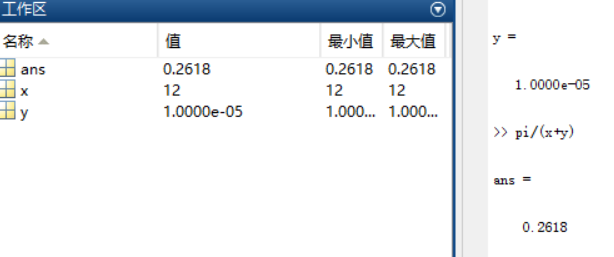 工作区
名称 值 最小值 最大值
ans 0.2618 0.2618 0.2618
x 12 12 12
y 1.0000e-05 1.000... 1.000...
y =
1.0000e-05
>> pi/(x+y)
ans =
0.2618